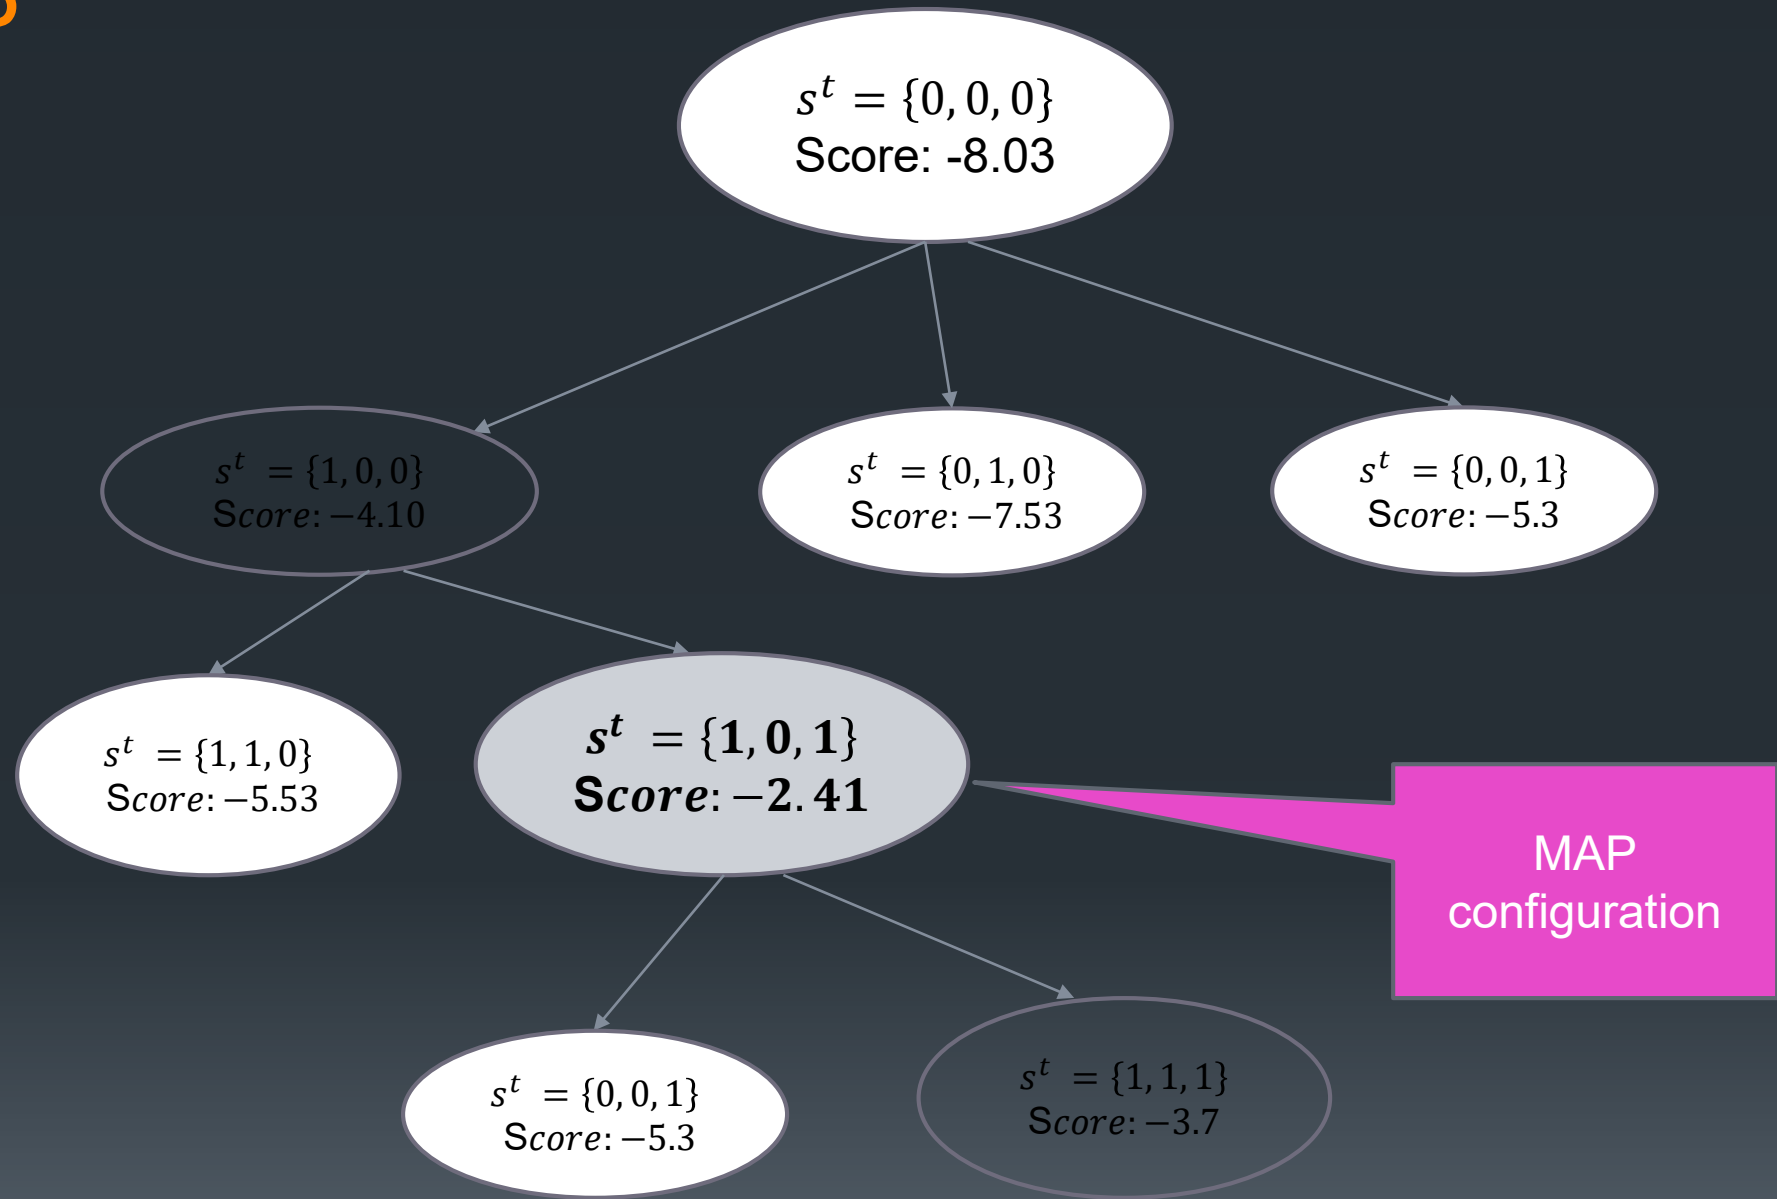 s^t = {0, 0, 0}
Score: -8.03
s^t = {1, 0, 0}
Score: −4.10
s^t = {0, 1, 0}
Score: −7.53
s^t = {0, 0, 1}
Score: −5.3
s^t = {1, 1, 0}
Score: −5.53
s^t = {1, 0, 1}
Score: −2.41
MAP
configuration
s^t = {0, 0, 1}
Score: −5.3
s^t = {1, 1, 1}
Score: −3.7